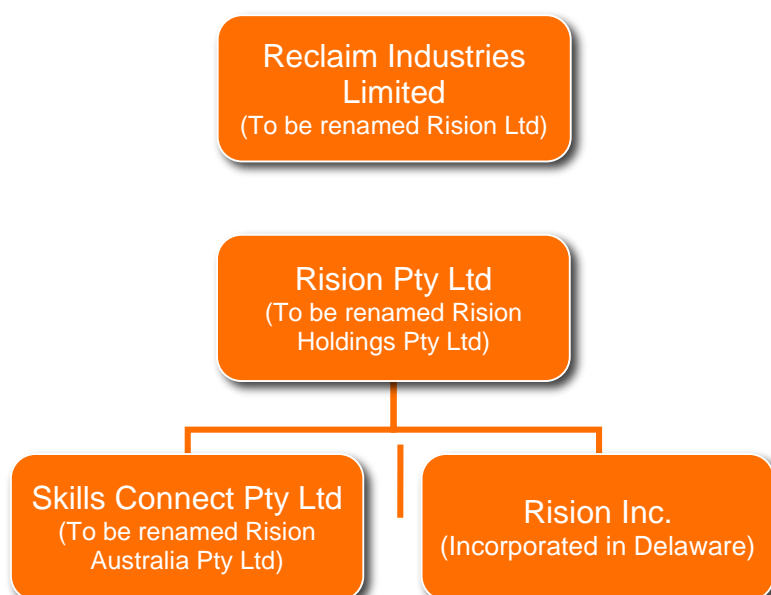 Reclaim Industries
Limited
(To be renamed Rision Ltd)
Rision Pty Ltd
(To be renamed Rision
Holdings Pty Ltd)
Skills Connect Pty Ltd
(To be renamed Rision
Australia Pty Ltd)
Rision Inc.
(Incorporated in Delaware)